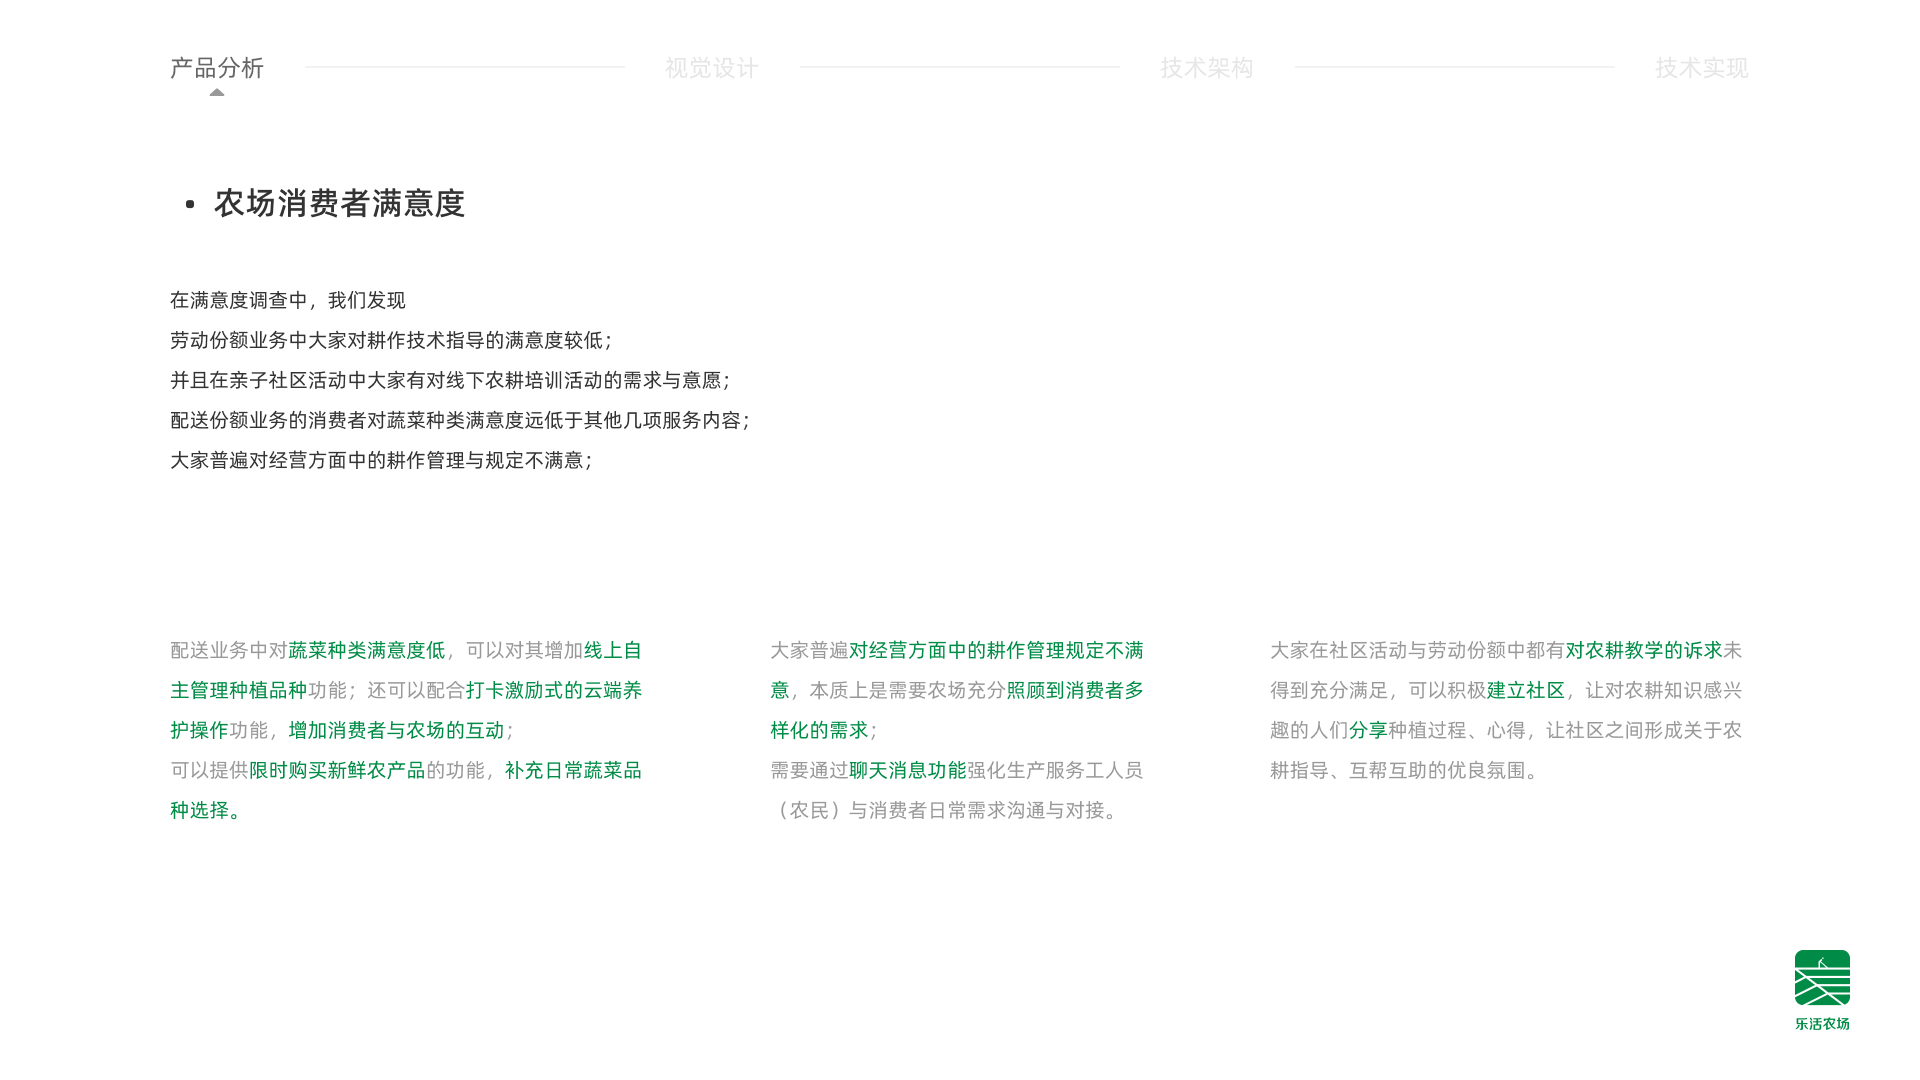 产品分析
视觉设计
技术架构
技术实现
• 农场消费者满意度
在满意度调查中，我们发现
劳动份额业务中大家对耕作技术指导的满意度较低；
并且在亲子社区活动中大家有对线下农耕培训活动的需求与意愿；
配送份额业务的消费者对蔬菜种类满意度远低于其他几项服务内容；
大家普遍对经营方面中的耕作管理与规定不满意；
配送业务中对蔬菜种类满意度低，可以对其增加线上自
主管理种植品种功能；还可以配合打卡激励式的云端养
护操作功能，增加消费者与农场的互动；
可以提供限时购买新鲜农产品的功能，补充日常蔬菜品
种选择。
大家普遍对经营方面中的耕作管理规定不满
意，本质上是需要农场充分照顾到消费者多
样化的需求；
需要通过聊天消息功能强化生产服务工人员
（农民）与消费者日常需求沟通与对接。
大家在社区活动与劳动份额中都有对农耕教学的诉求未
得到充分满足，可以积极建立社区，让对农耕知识感兴
趣的人们分享种植过程、心得，让社区之间形成关于农
耕指导、互帮互助的优良氛围。
乐活农场